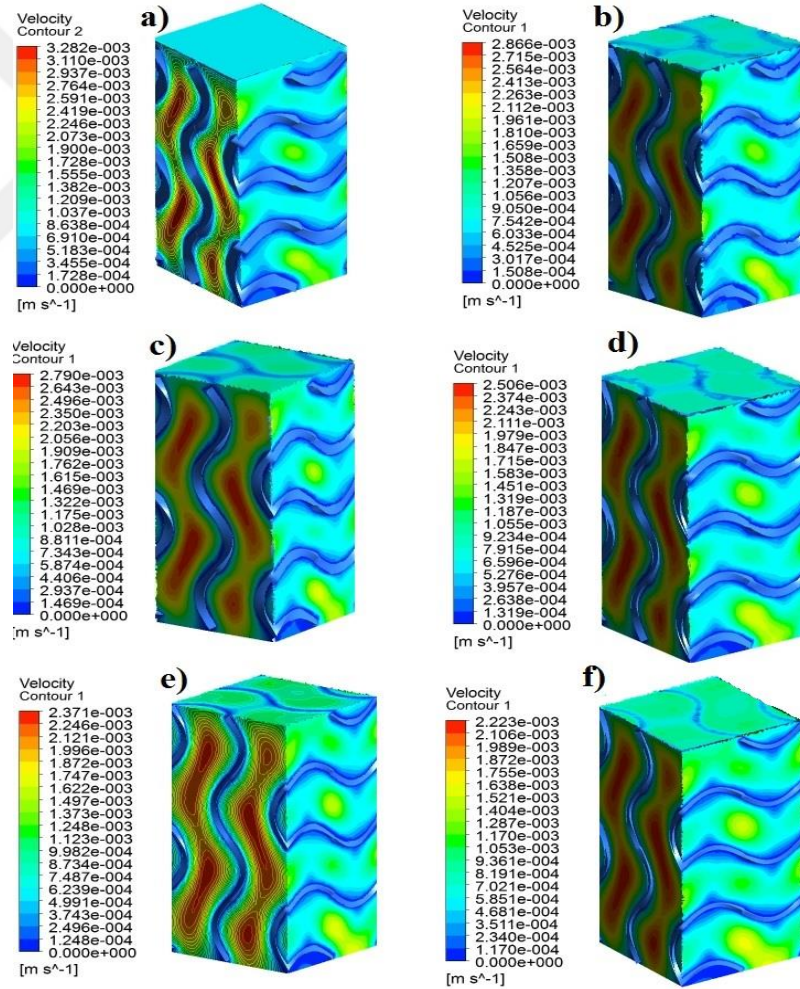 a)
Velocity
Contour 2
3.282e-003
3.110e-003
2.937e-003
2.764e-003
2.591e-003
2.419e-003
2.246e-003
2.073e-003
1.900e-003
1.728e-003
1.555e-003
1.382e-003
1.209e-003
1.037e-003
8.638e-004
6.910e-004
5.183e-004
3.455e-004
1.728e-004
0.000e+000
[m s^-1]
b)
Velocity
Contour 1
2.866e-003
2.715e-003
2.564e-003
2.413e-003
2.263e-003
2.112e-003
1.961e-003
1.810e-003
1.659e-003
1.508e-003
1.358e-003
1.207e-003
1.056e-003
9.050e-004
7.542e-004
6.033e-004
4.525e-004
3.017e-004
1.508e-004
0.000e+000
[m s^-1]
c)
Velocity
Contour 1
2.790e-003
2.643e-003
2.496e-003
2.350e-003
2.203e-003
2.056e-003
1.909e-003
1.762e-003
1.615e-003
1.469e-003
1.322e-003
1.175e-003
1.028e-003
8.811e-004
7.343e-004
5.874e-004
4.406e-004
2.937e-004
1.469e-004
0.000e+000
[m s^-1]
d)
Velocity
Contour 1
2.506e-003
2.374e-003
2.243e-003
2.111e-003
1.979e-003
1.847e-003
1.715e-003
1.583e-003
1.451e-003
1.319e-003
1.187e-003
1.055e-003
9.234e-004
7.915e-004
6.596e-004
5.276e-004
3.957e-004
2.638e-004
1.319e-004
0.000e+000
[m s^-1]
e)
Velocity
Contour 1
2.371e-003
2.246e-003
2.121e-003
1.996e-003
1.872e-003
1.747e-003
1.622e-003
1.497e-003
1.373e-003
1.248e-003
1.123e-003
9.982e-004
8.734e-004
7.487e-004
6.239e-004
4.991e-004
3.743e-004
2.496e-004
1.248e-004
0.000e+000
[m s^-1]
f)
Velocity
Contour 1
2.223e-003
2.106e-003
1.989e-003
1.872e-003
1.755e-003
1.638e-003
1.521e-003
1.404e-003
1.287e-003
1.170e-003
1.053e-003
9.361e-004
8.191e-004
7.021e-004
5.851e-004
4.681e-004
3.511e-004
2.340e-004
1.170e-004
0.000e+000
[m s^-1]